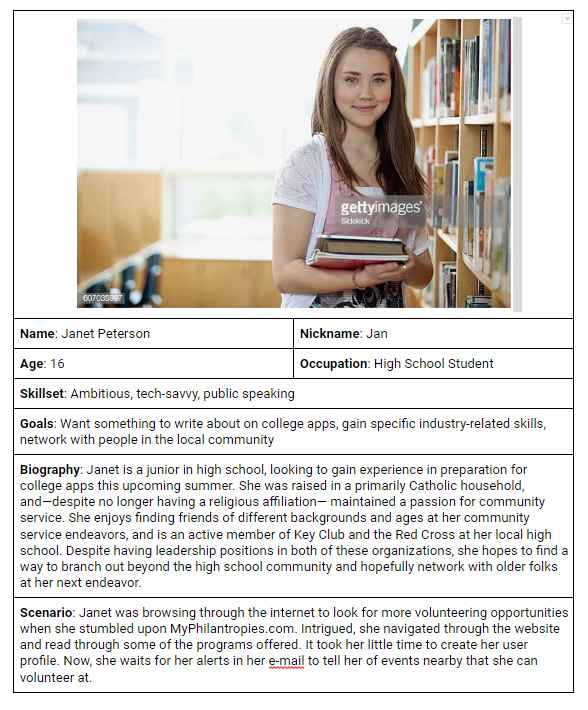 gettyimages®
Sidekick
607035997
Name: Janet Peterson
Nickname: Jan
Age: 16
Occupation: High School Student
Skillset: Ambitious, tech-savvy, public speaking
Goals: Want something to write about on college apps, gain specific industry-related skills,
network with people in the local community
Biography: Janet is a junior in high school, looking to gain experience in preparation for
college apps this upcoming summer. She was raised in a primarily Catholic household,
and—despite no longer having a religious affiliation— maintained a passion for community
service. She enjoys finding friends of different backgrounds and ages at her community
service endeavors, and is an active member of Key Club and the Red Cross at her local high
school. Despite having leadership positions in both of these organizations, she hopes to find a
way to branch out beyond the high school community and hopefully network with older folks
at her next endeavor.
Scenario: Janet was browsing through the internet to look for more volunteering opportunities
when she stumbled upon MyPhilantropies.com. Intrigued, she navigated through the website
and read through some of the programs offered. It took her little time to create her user
profile. Now, she waits for her alerts in her e-mail to tell her of events nearby that she can
volunteer at.